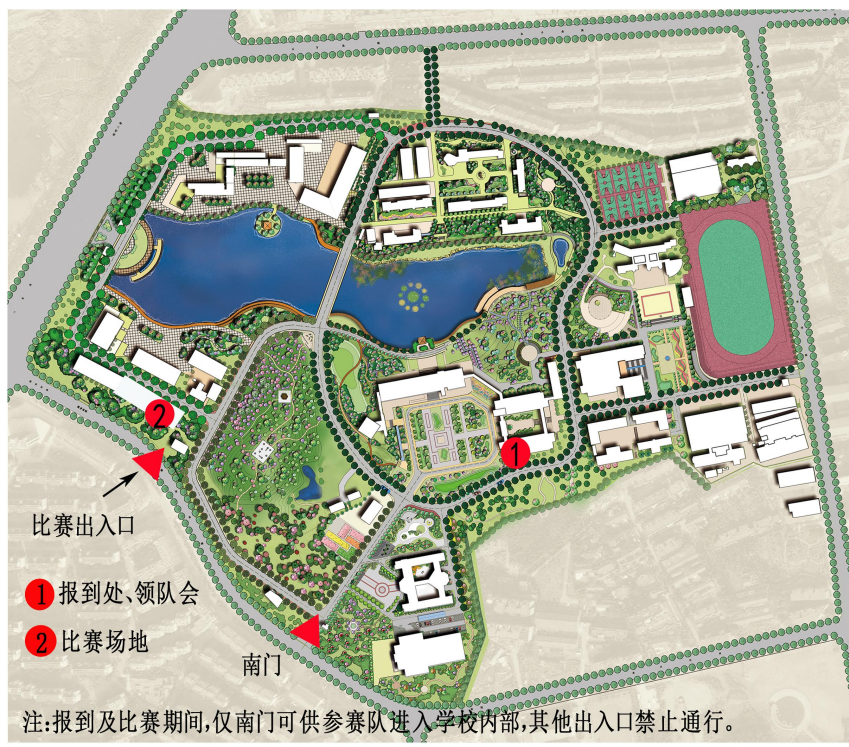 1
2
比赛出入口
1 报到处、领队会
2 比赛场地
南门
注:报到及比赛期间,仅南门可供参赛队进入学校内部,其他出入口禁止通行。